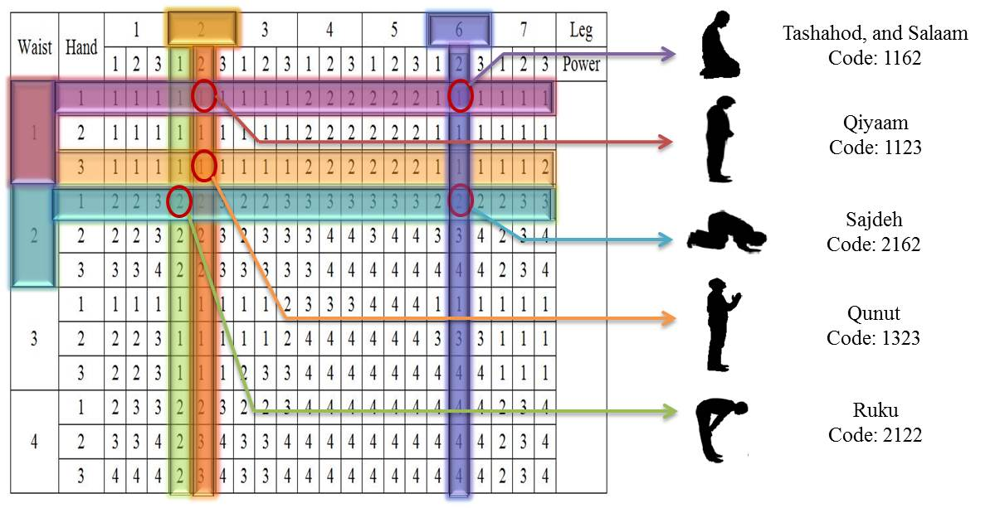 Waist Hand 1 2 3 4 5 6 7 Leg
1 2 3 1 2 3 1 2 3 1 2 3 1 2 3 1 2 3 1 2 3 Power
1 1 1 1 1 1 1 1 1 1 1 2 2 2 2 2 2 1 1 1 1 1 1
2 1 1 1 1 1 1 1 1 1 2 2 2 2 2 2 1 1 1 1 1 1
3 1 1 1 1 1 1 1 1 1 2 2 2 2 2 2 1 1 1 1 1 2
2 1 2 2 3 2 2 3 2 2 3 3 3 3 3 3 3 2 2 2 2 3 3
2 2 2 3 2 2 3 2 3 3 3 4 4 3 4 4 3 3 4 2 3 4
3 3 3 4 2 2 3 3 3 3 3 4 4 4 4 4 4 4 4 2 3 4
3 1 1 1 1 1 1 1 1 1 2 3 3 3 4 4 4 1 1 1 1 1 1
2 2 2 3 1 1 1 1 1 2 4 4 4 4 4 4 3 3 3 1 1 1
3 2 2 3 1 1 1 2 3 3 4 4 4 4 4 4 4 4 4 1 1 1
4 1 2 3 3 2 2 3 2 2 3 4 4 4 4 4 4 4 4 4 2 3 4
2 3 3 4 2 3 4 3 3 4 4 4 4 4 4 4 4 4 4 2 3 4
3 4 4 4 2 3 4 3 3 4 4 4 4 4 4 4 4 4 4 2 3 4
Tashahod, and Salaam
Code: 1162
Qiyaam
Code: 1123
Sajdeh
Code: 2162
Qunut
Code: 1323
Ruku
Code: 2122